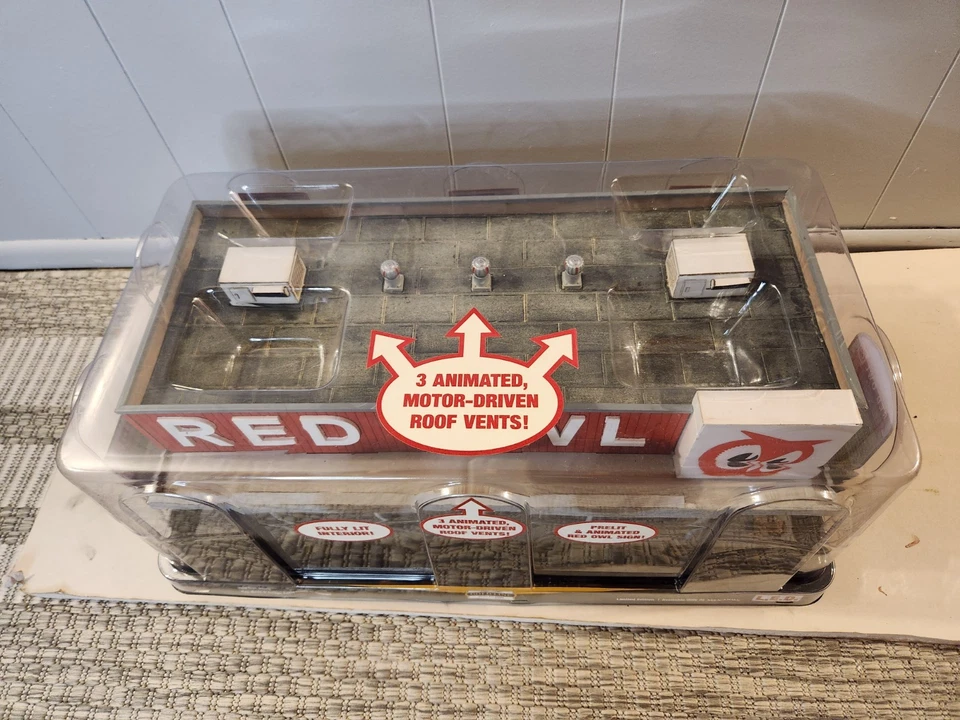 3 ANIMATED,
MOTOR-DRIVEN
ROOF VENTS!
RED WL
FULLY LIT
INTERIOR!
3 ANIMATED,
MOTOR-DRIVEN
ROOF VENTS!
PRELIT
& ANIMATED
RED OWL SIGN!